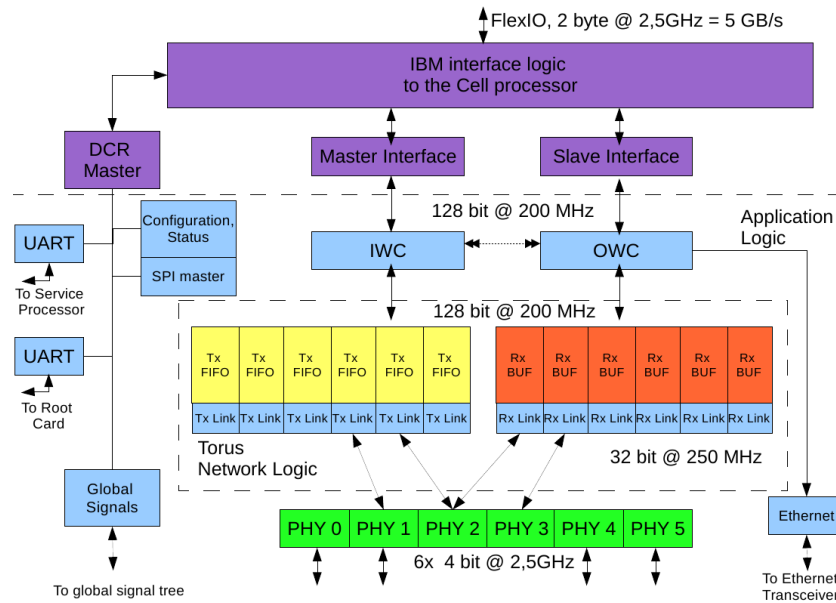 FlexIO, 2 byte @ 2,5GHz = 5 GB/s
IBM interface logic
to the Cell processor
DCR
Master
Master Interface
Slave Interface
128 bit @ 200 MHz
Application
Logic
UART
Configuration,
Status
SPI master
IWC
OWC
To Service
Processor
128 bit @ 200 MHz
UART
To Root
Card
Tx
FIFO
Tx
FIFO
Tx
FIFO
Tx
FIFO
Tx
FIFO
Tx
FIFO
Rx
BUF
Rx
BUF
Rx
BUF
Rx
BUF
Rx
BUF
Rx
BUF
Tx Link
Tx Link
Tx Link
Tx Link
Tx Link
Tx Link
Rx Link
Rx Link
Rx Link
Rx Link
Rx Link
Rx Link
Torus
Network Logic
32 bit @ 250 MHz
Global
Signals
PHY 0
PHY 1
PHY 2
PHY 3
PHY 4
PHY 5
Ethernet
6x 4 bit @ 2,5GHz
To global signal tree
To Ethernet
Transceiver